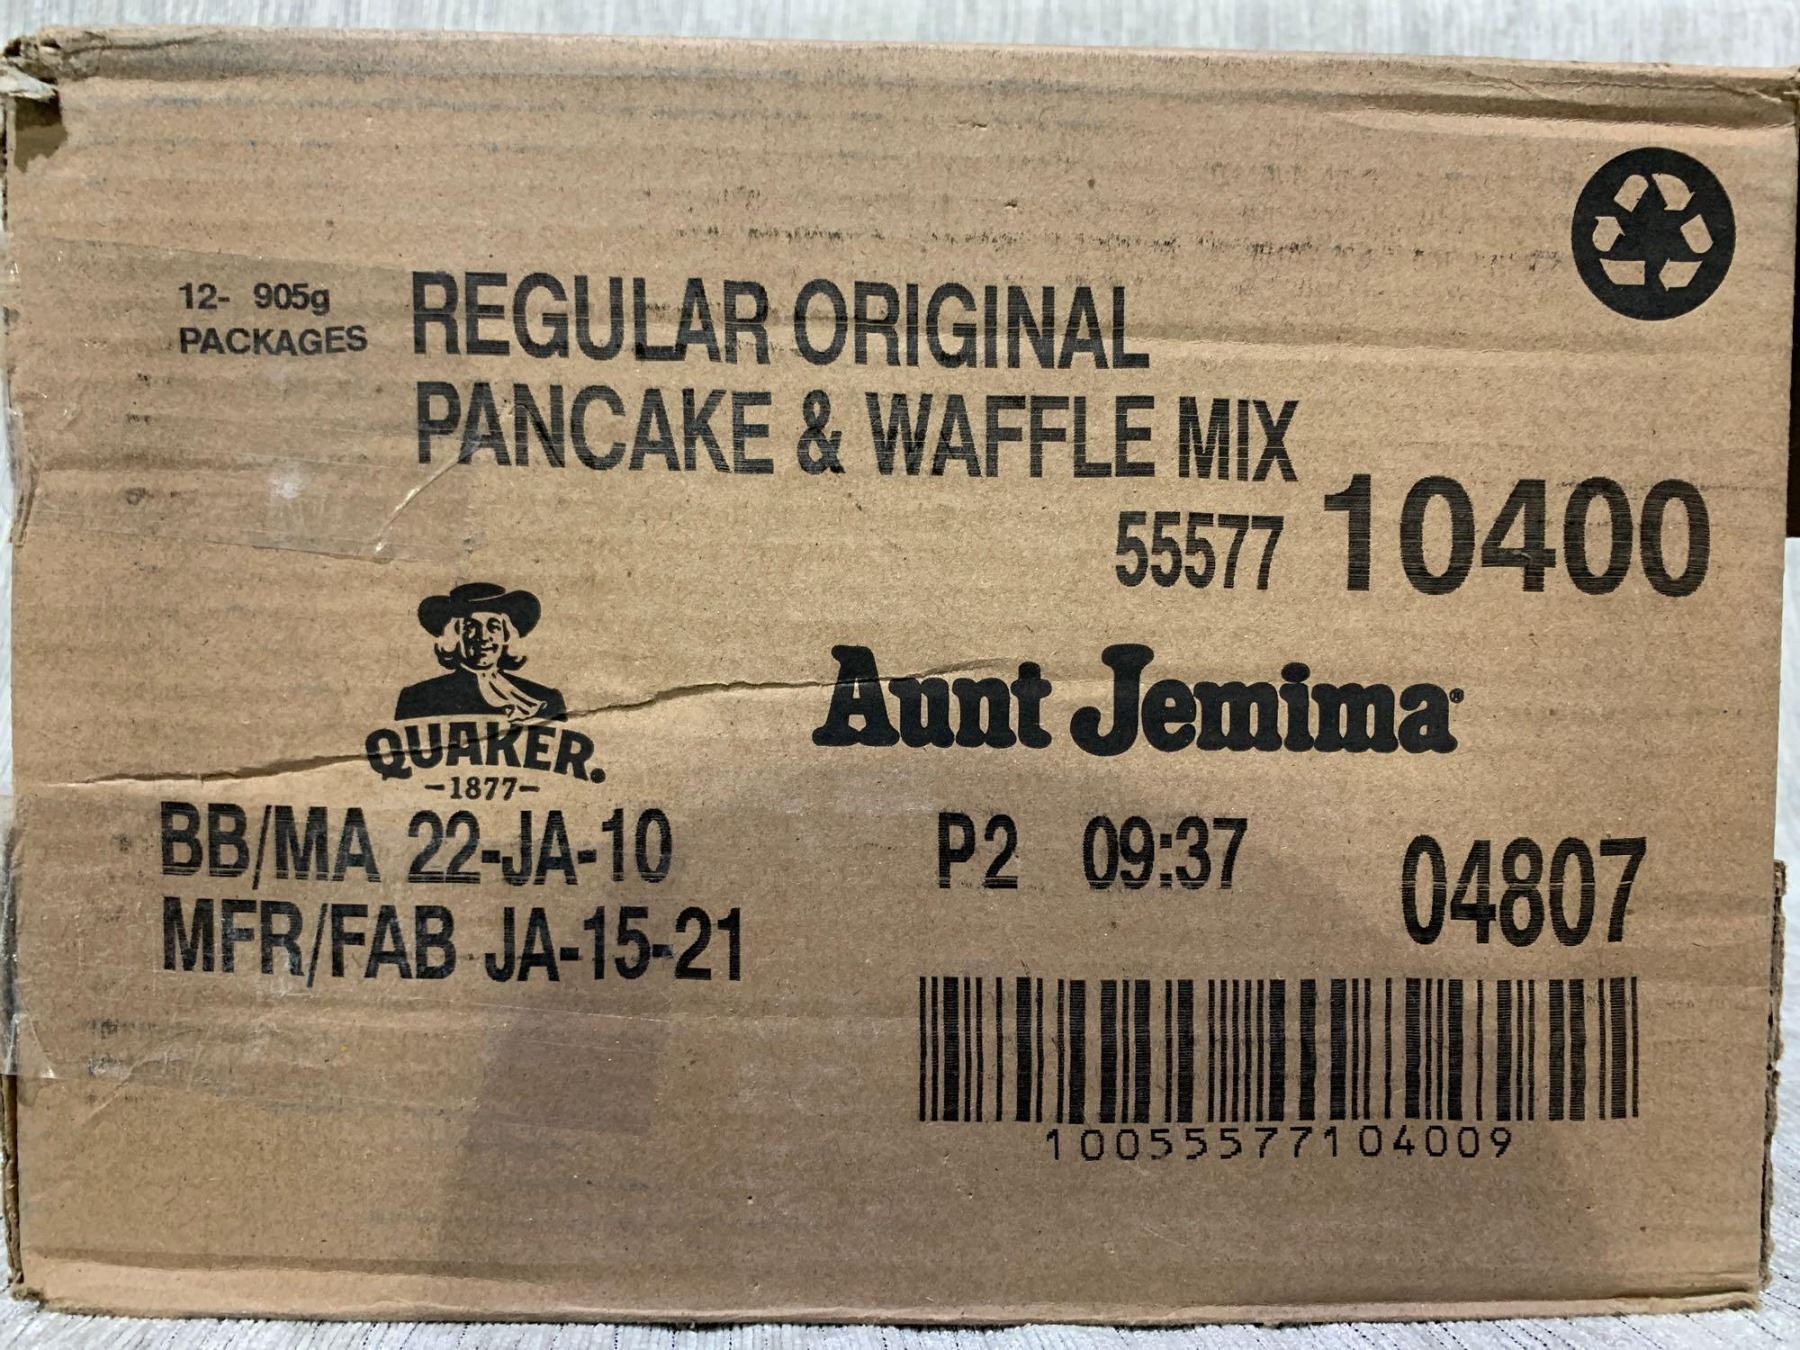 12- 905g
PACKAGES
REGULAR ORIGINAL
PANCAKE & WAFFLE MIX
55577 10400
QUAKER.
-1877-
Aunt Jemima®
BB/MA 22-JA-10
MFR/FAB JA-15-21
P2 09:37
04807
10055577104009